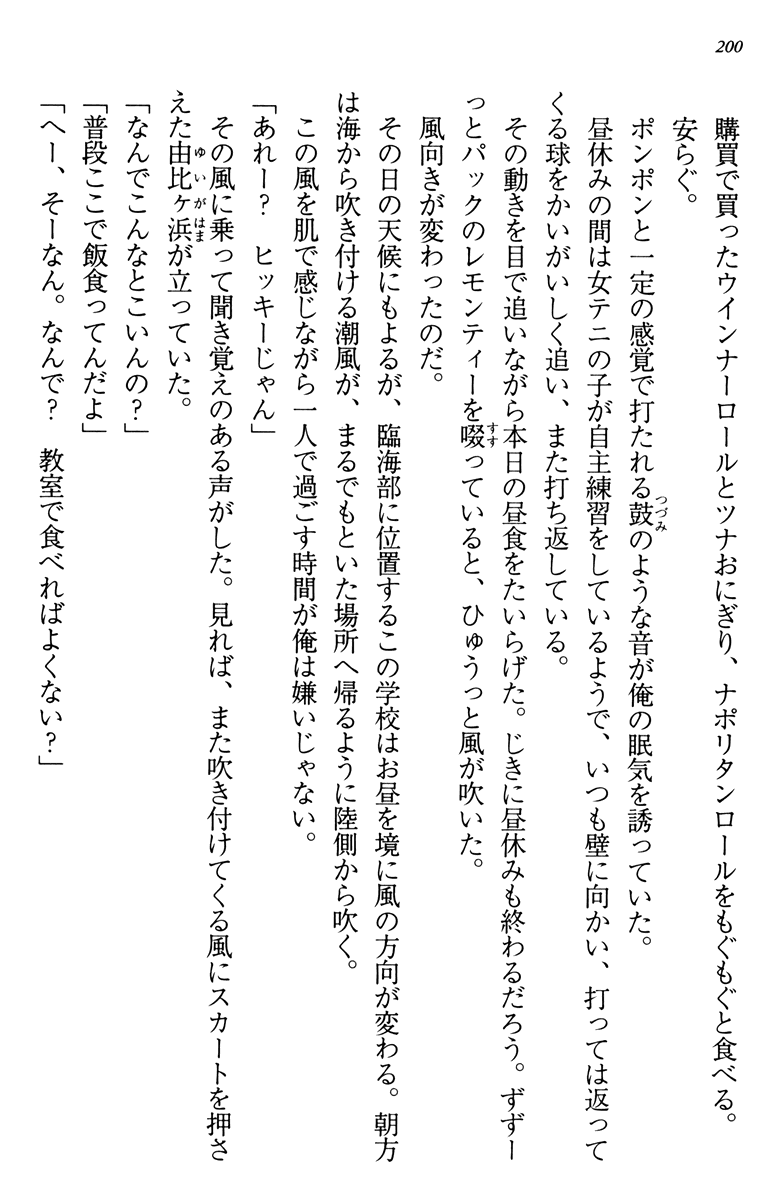 200
購買で買ったウインナーロールとツナおにぎり、ナポリタンロールをもぐもぐと食べる。
安らぐ。
ポンポンと一定の感覚で打たれる鼓のような音が俺の眠気を誘っていた。
つづみ
昼休みの間は女テニの子が自主練習をしているようで、いつも壁に向かい、打っては返って
くる球をかいがいしく追い、また打ち返している。
その動きを目で追いながら本日の昼食をたいらげた。じきに昼休みも終わるだろう。ずずー
っとパックのレモンティーを啜っていると、ひゅうっと風が吹いた。
すす
風向きが変わったのだ。
その日の天候にもよるが、臨海部に位置するこの学校はお昼を境に風の方向が変わる。朝方
は海から吹き付ける潮風が、まるでもといた場所へ帰るように陸側から吹く。
この風を肌で感じながら一人で過ごす時間が俺は嫌いじゃない。
「あれー？　ヒッキーじゃん」
その風に乗って聞き覚えのある声がした。見れば、また吹き付けてくる風にスカートを押さ
えた由比ヶ浜が立っていた。
ゆいがはま
「なんでこんなとこいんの？」
「普段ここで飯食ってんだよ」
「へー、そーなん。なんで？　教室で食べればよくない？」